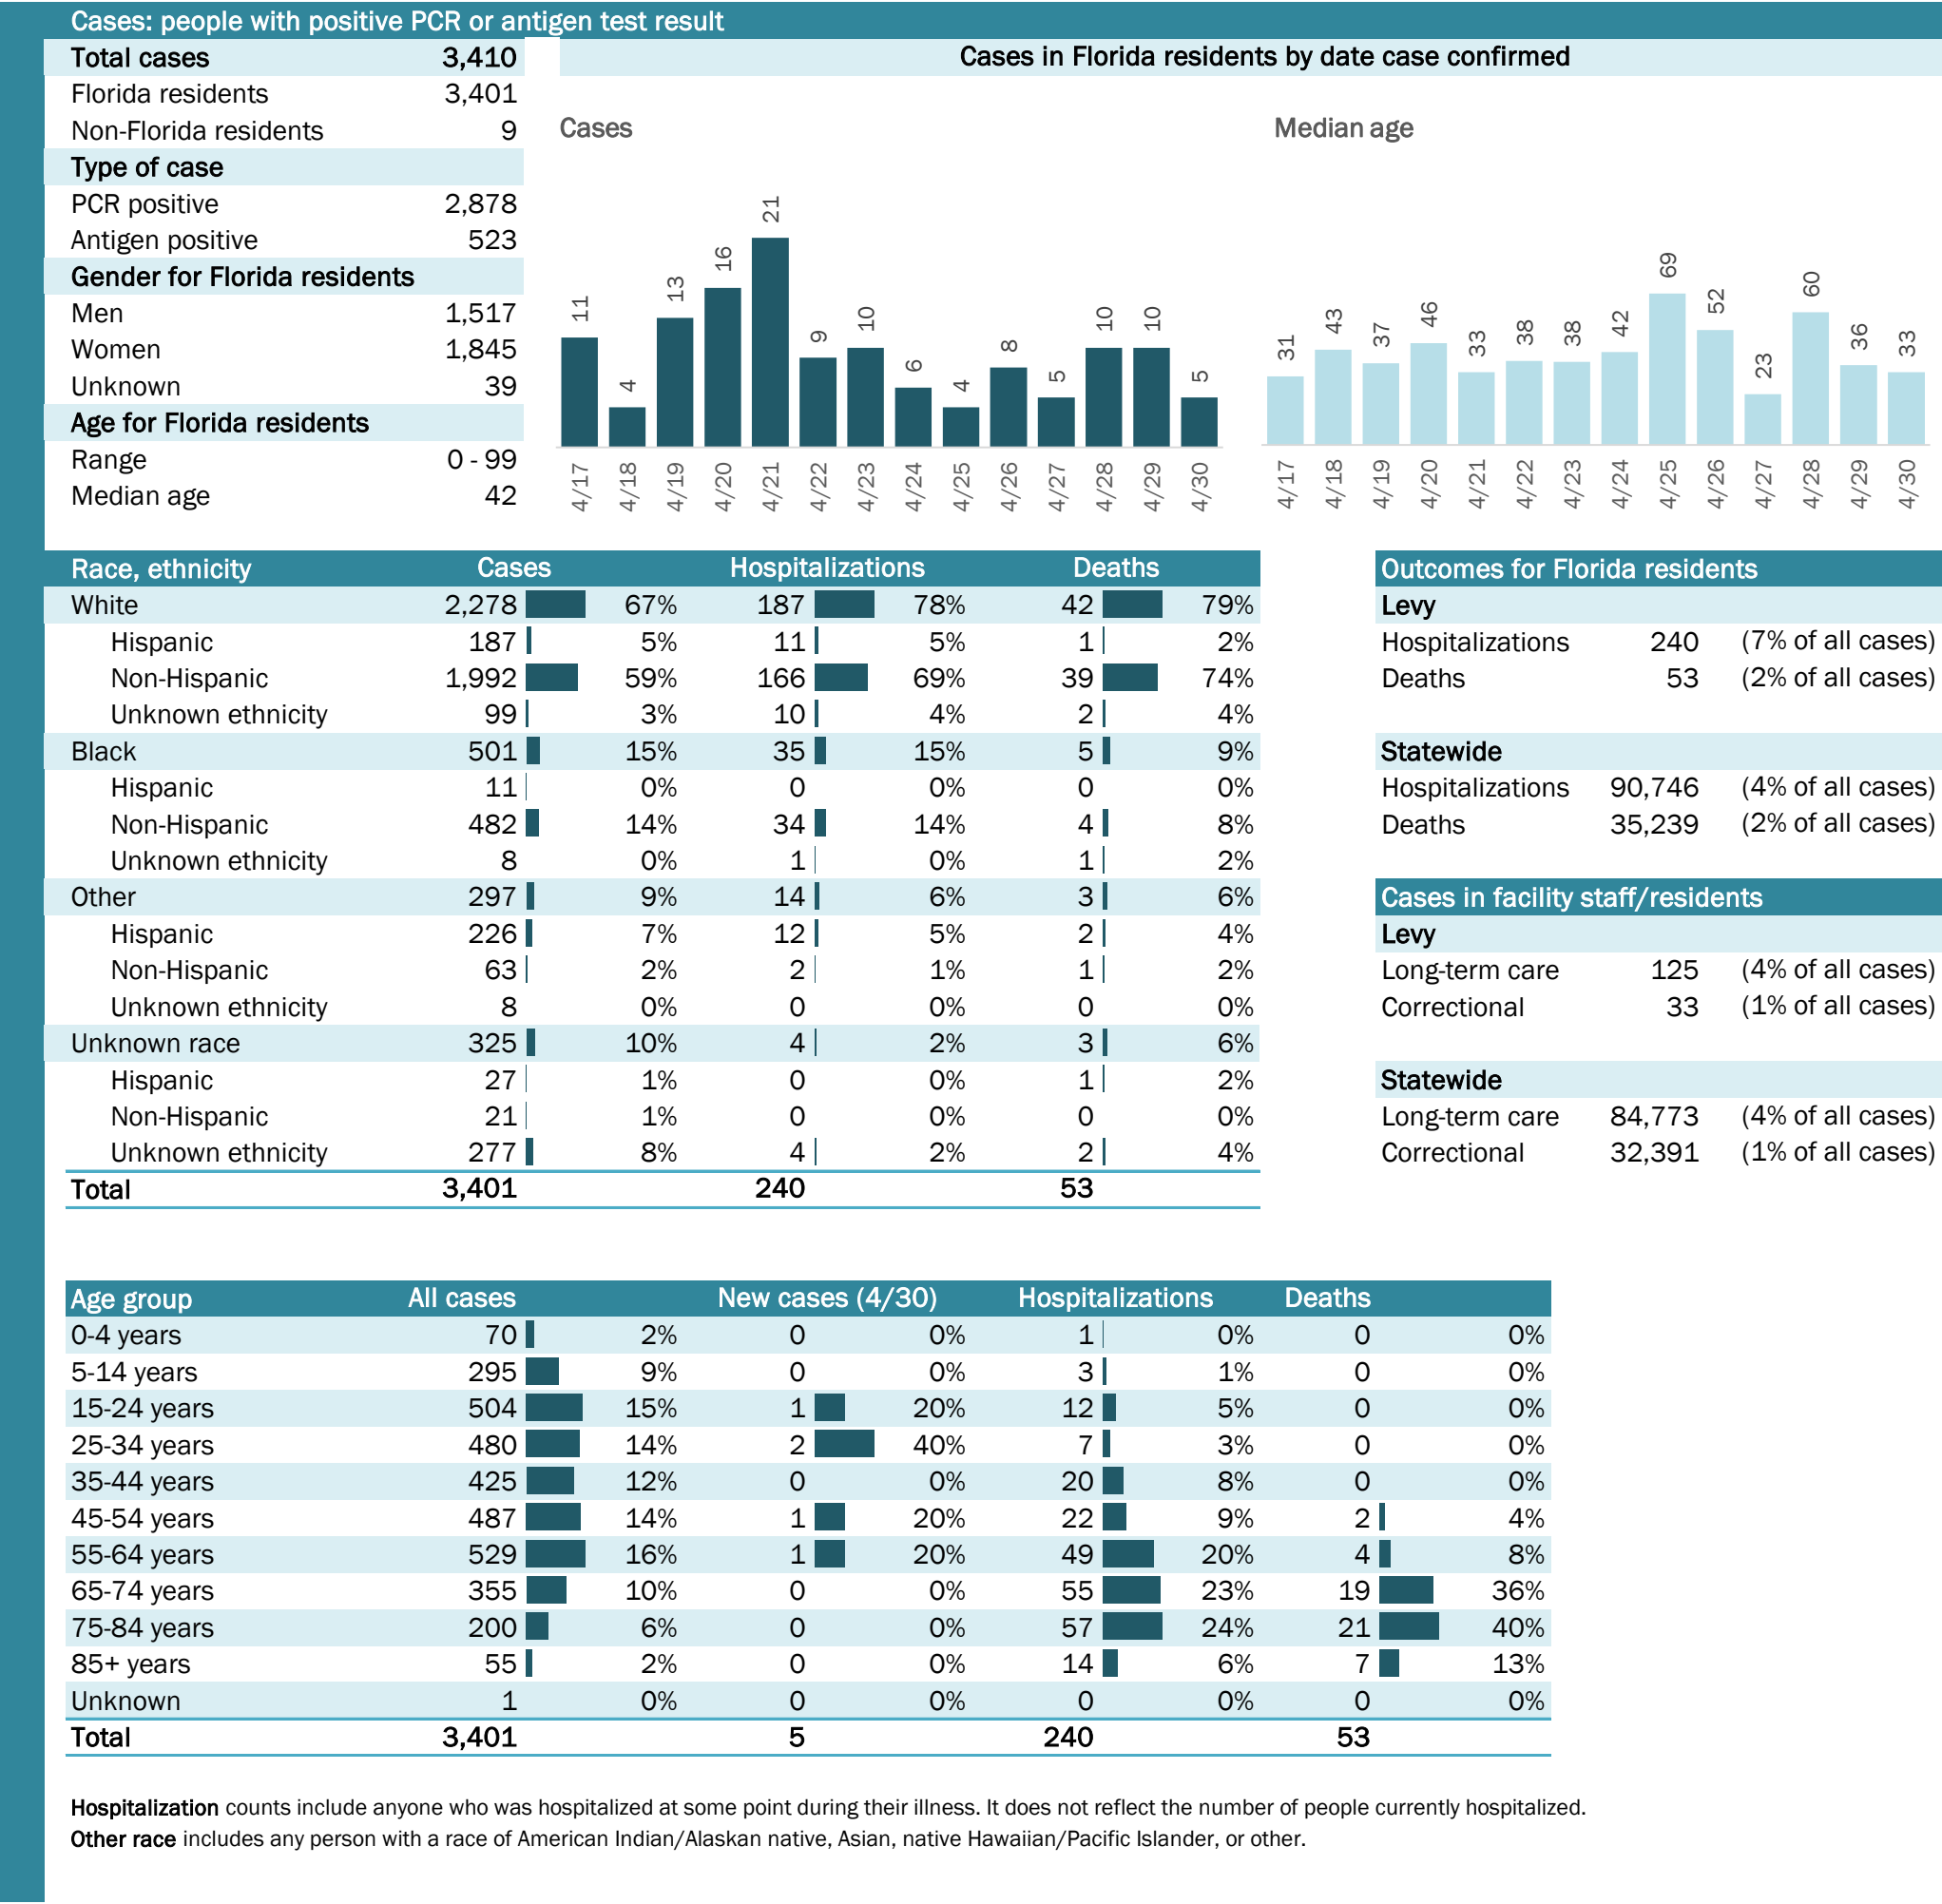 Cases: people with positive PCR or antigen test result
Total cases 3,410
Florida residents 3,401
Non-Florida residents 9
Type of case
PCR positive 2,878
Antigen positive 523
Gender for Florida residents
Men 1,517
Women 1,845
Unknown 39
Age for Florida residents
Range 0 - 99
Median age 42
Cases in Florida residents by date case confirmed
Cases
11 4 13 16 21 9 10 6 4 8 5 10 10 5
4/17 4/18 4/19 4/20 4/21 4/22 4/23 4/24 4/25 4/26 4/27 4/28 4/29 4/30
Median age
31 43 37 46 33 38 38 42 69 52 23 60 36 33
4/17 4/18 4/19 4/20 4/21 4/22 4/23 4/24 4/25 4/26 4/27 4/28 4/29 4/30
Race, ethnicity Cases Hospitalizations Deaths
White 2,278 67% 187 78% 42 79%
Hispanic 187 5% 11 5% 1 2%
Non-Hispanic 1,992 59% 166 69% 39 74%
Unknown ethnicity 99 3% 10 4% 2 4%
Black 501 15% 35 15% 5 9%
Hispanic 11 0% 0 0% 0 0%
Non-Hispanic 482 14% 34 14% 4 8%
Unknown ethnicity 8 0% 1 0% 1 2%
Other 297 9% 14 6% 3 6%
Hispanic 226 7% 12 5% 2 4%
Non-Hispanic 63 2% 2 1% 1 2%
Unknown ethnicity 8 0% 0 0% 0 0%
Unknown race 325 10% 4 2% 3 6%
Hispanic 27 1% 0 0% 1 2%
Non-Hispanic 21 1% 0 0% 0 0%
Unknown ethnicity 277 8% 4 2% 2 4%
Total 3,401 240 53
Outcomes for Florida residents
Levy
Hospitalizations 240 (7% of all cases)
Deaths 53 (2% of all cases)
Statewide
Hospitalizations 90,746 (4% of all cases)
Deaths 35,239 (2% of all cases)
Cases in facility staff/residents
Levy
Long-term care 125 (4% of all cases)
Correctional 33 (1% of all cases)
Statewide
Long-term care 84,773 (4% of all cases)
Correctional 32,391 (1% of all cases)
Age group All cases New cases (4/30) Hospitalizations Deaths
0-4 years 70 2% 0 0% 1 0% 0 0%
5-14 years 295 9% 0 0% 3 1% 0 0%
15-24 years 504 15% 1 20% 12 5% 0 0%
25-34 years 480 14% 2 40% 7 3% 0 0%
35-44 years 425 12% 0 0% 20 8% 0 0%
45-54 years 487 14% 1 20% 22 9% 2 4%
55-64 years 529 16% 1 20% 49 20% 4 8%
65-74 years 355 10% 0 0% 55 23% 19 36%
75-84 years 200 6% 0 0% 57 24% 21 40%
85+ years 55 2% 0 0% 14 6% 7 13%
Unknown 1 0% 0 0% 0 0% 0 0%
Total 3,401 5 240 53
Hospitalization counts include anyone who was hospitalized at some point during their illness. It does not reflect the number of people currently hospitalized.
Other race includes any person with a race of American Indian/Alaskan native, Asian, native Hawaiian/Pacific Islander, or other.